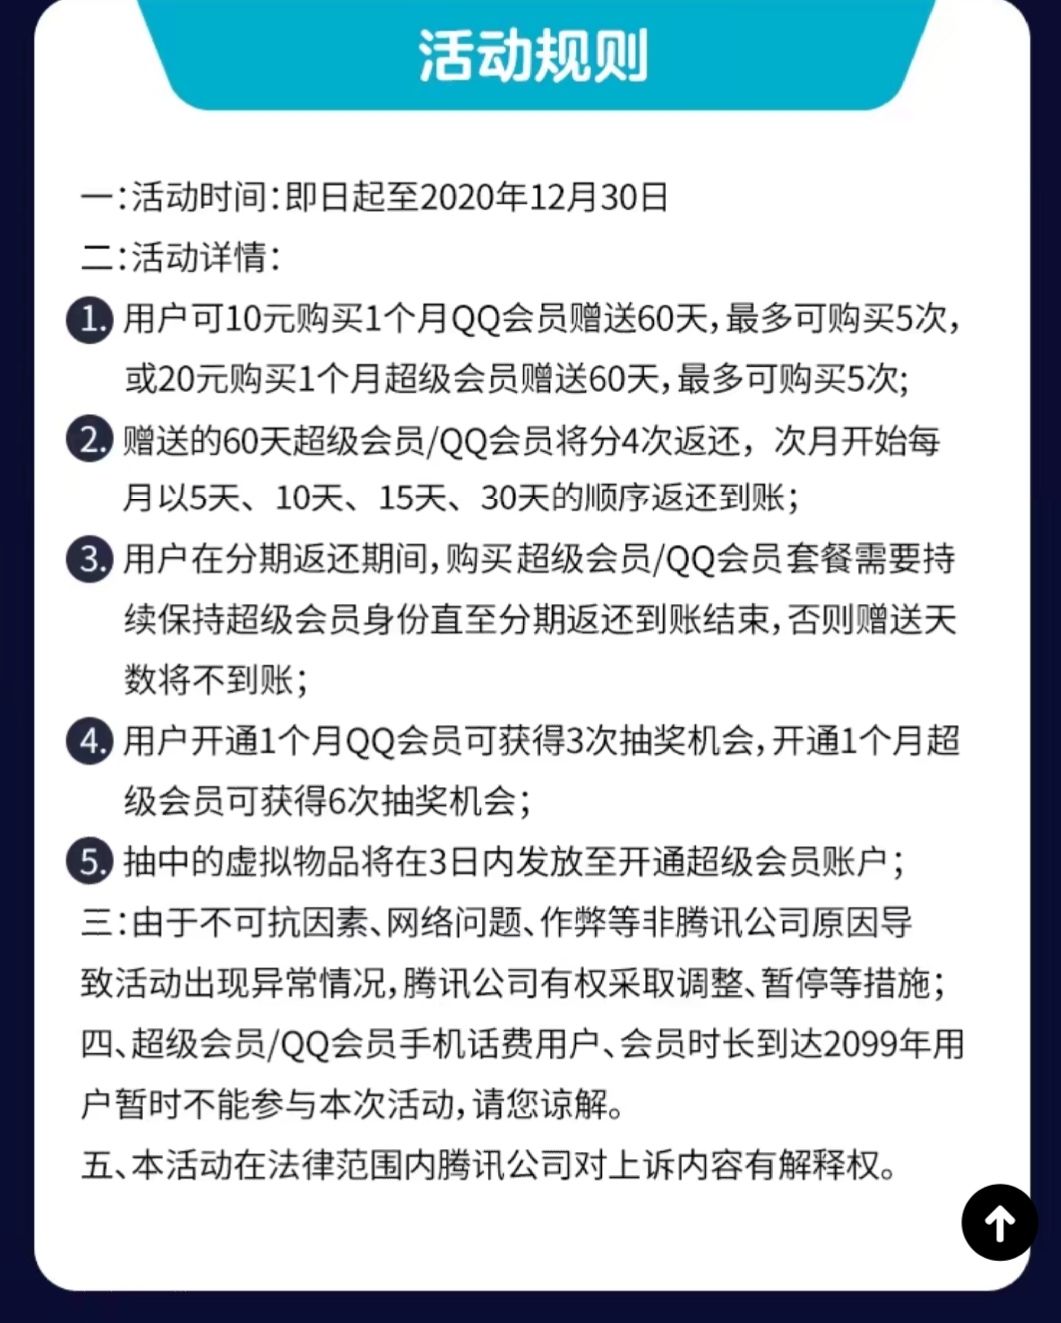 活动规则
一：活动时间：即日起至2020年12月30日
二：活动详情：
1. 用户可10元购买1个月QQ会员赠送60天，最多可购买5次，
或20元购买1个月超级会员赠送60天，最多可购买5次；
2. 赠送的60天超级会员/QQ会员将分4次返还，次月开始每
月以5天、10天、15天、30天的顺序返还到账；
3. 用户在分期返还期间，购买超级会员/QQ会员套餐需要持
续保持超级会员身份直至分期返还到账结束，否则赠送天
数将不到账；
4. 用户开通1个月QQ会员可获得3次抽奖机会，开通1个月超
级会员可获得6次抽奖机会；
5. 抽中的虚拟物品将在3日内发放至开通超级会员账户；
三：由于不可抗因素、网络问题、作弊等非腾讯公司原因导
致活动出现异常情况，腾讯公司有权采取调整、暂停等措施；
四、超级会员/QQ会员手机话费用户、会员时长到达2099年用
户暂时不能参与本次活动，请您谅解。
五、本活动在法律范围内腾讯公司对上诉内容有解释权。